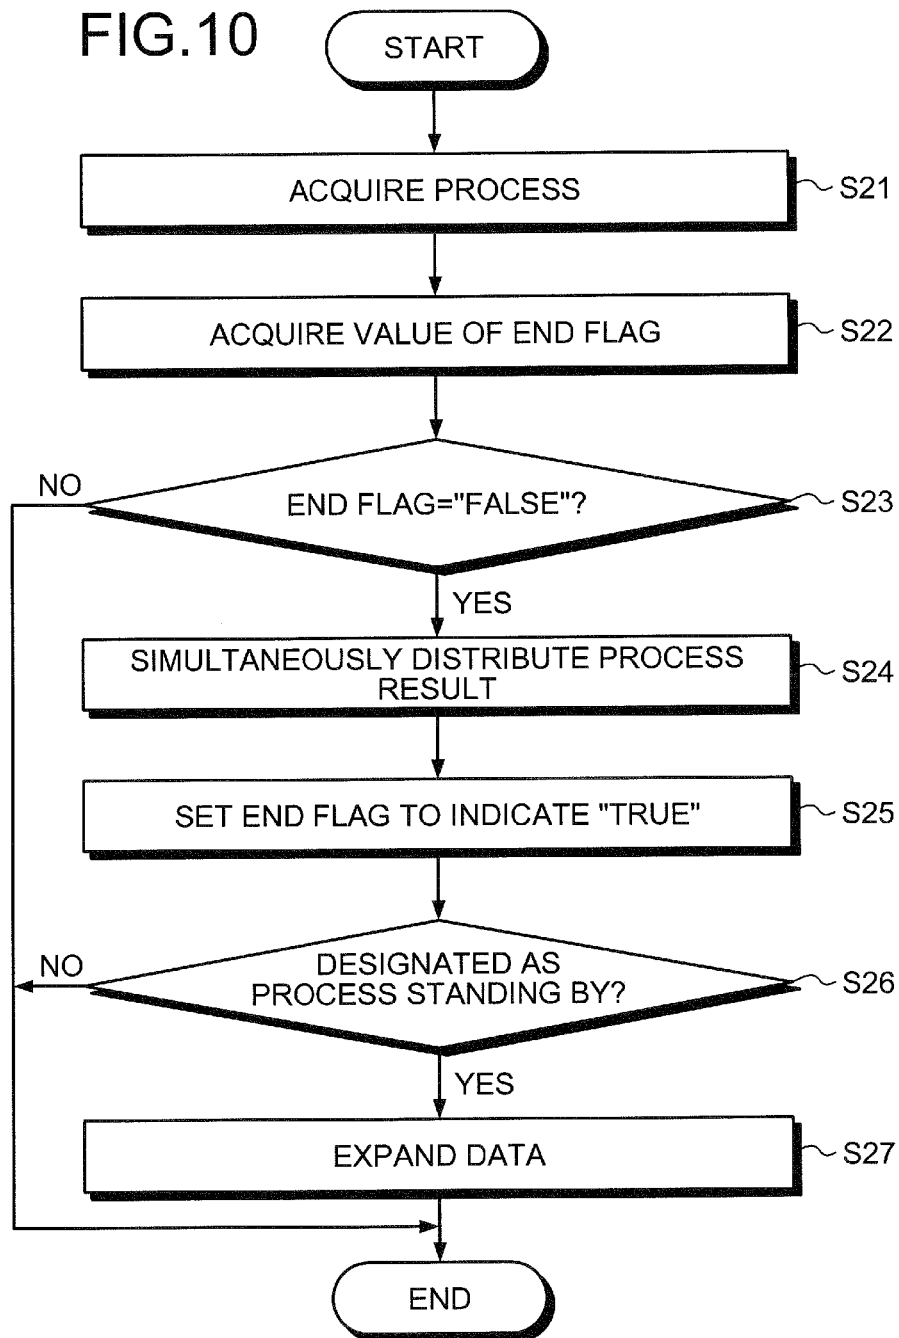 FIG.10
START
ACQUIRE PROCESS
S21
ACQUIRE VALUE OF END FLAG
S22
NO
END FLAG="FALSE"?
S23
YES
SIMULTANEOUSLY DISTRIBUTE PROCESS
RESULT
S24
SET END FLAG TO INDICATE "TRUE"
S25
NO
DESIGNATED AS
PROCESS STANDING BY?
S26
YES
EXPAND DATA
S27
END